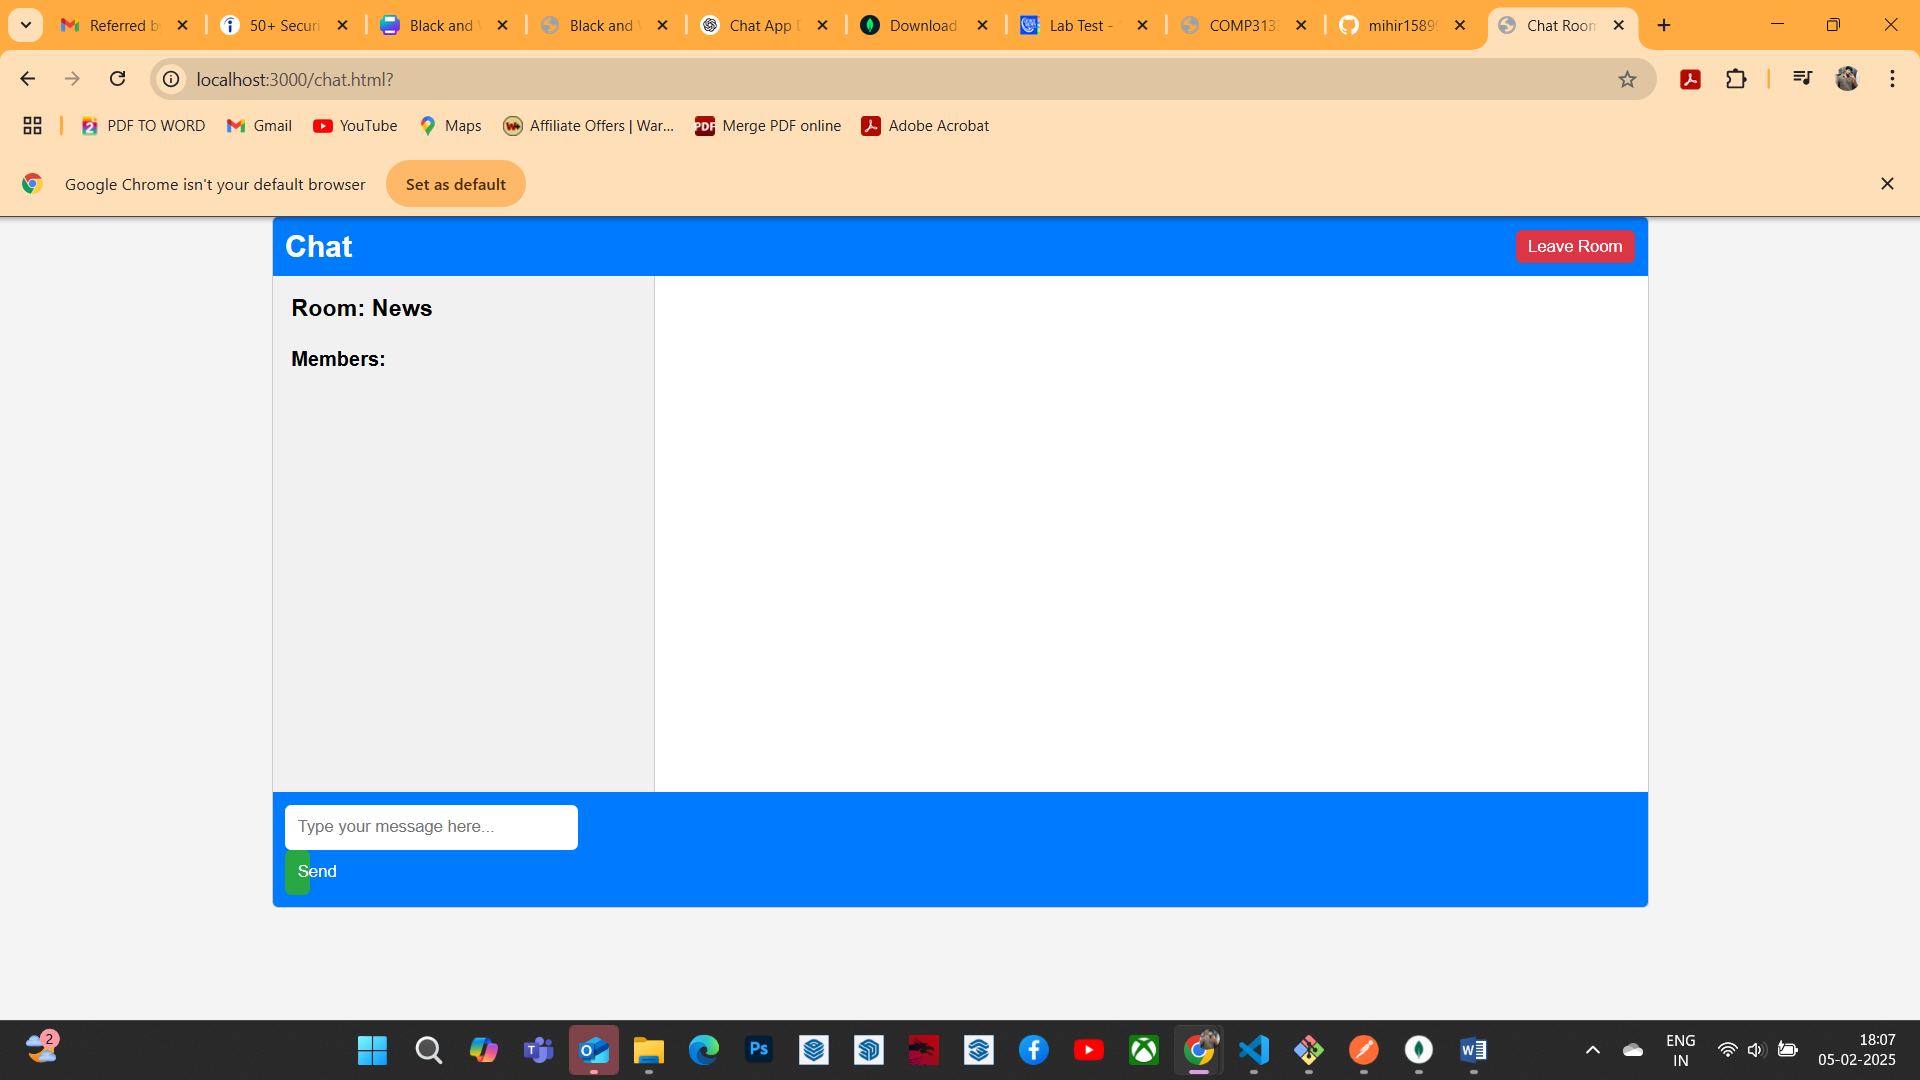 Referred b
50+ Securi
Black and
Black and
Chat App
Download
Lab Test -
COMP313
mihir1589
Chat Room
localhost:3000/chat.html?
PDF TO WORD
Gmail
YouTube
Maps
Affiliate Offers | War...
PDF
Merge PDF online
Adobe Acrobat
Google Chrome isn't your default browser
Set as default
Chat
Leave Room
Room: News
Members:
Type your message here...
Send
2
Ps
ENG
IN
18:07
05-02-2025